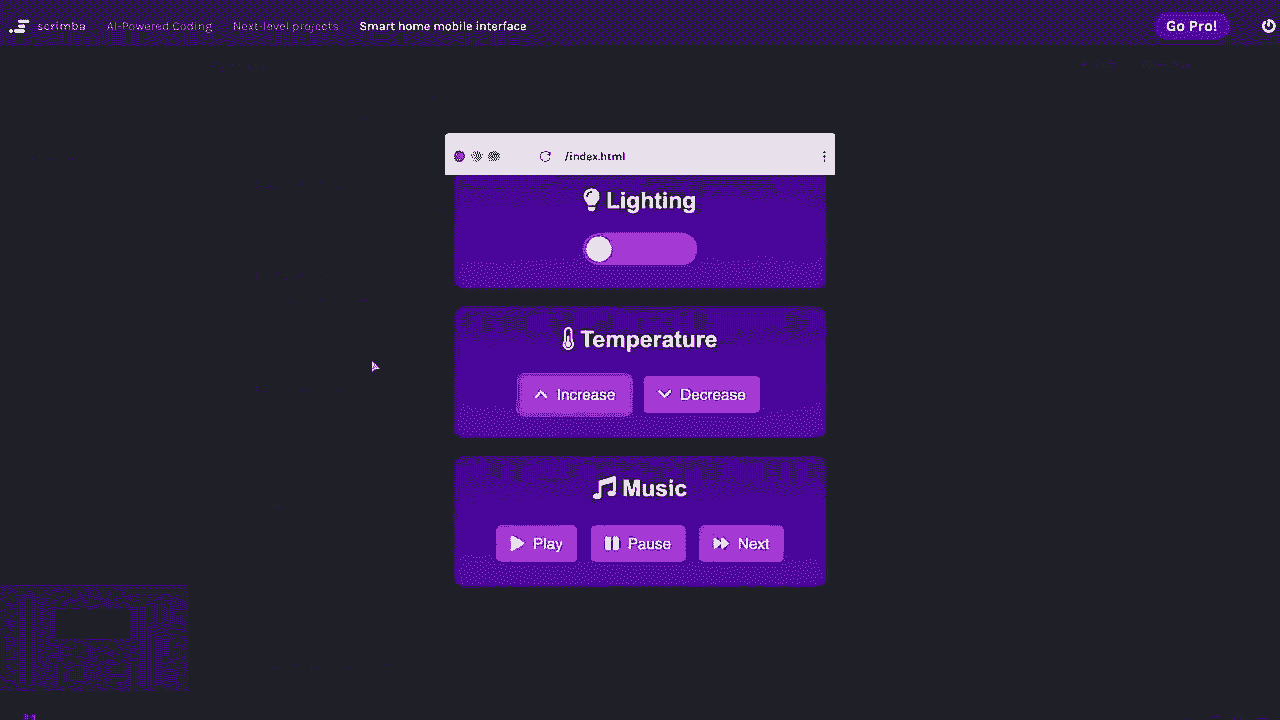 scrimba AI-Powered Coding Next-level projects Smart home mobile interface Go Pro!
/index.html
Lighting
Temperature
Increase Decrease
Music
Play Pause Next